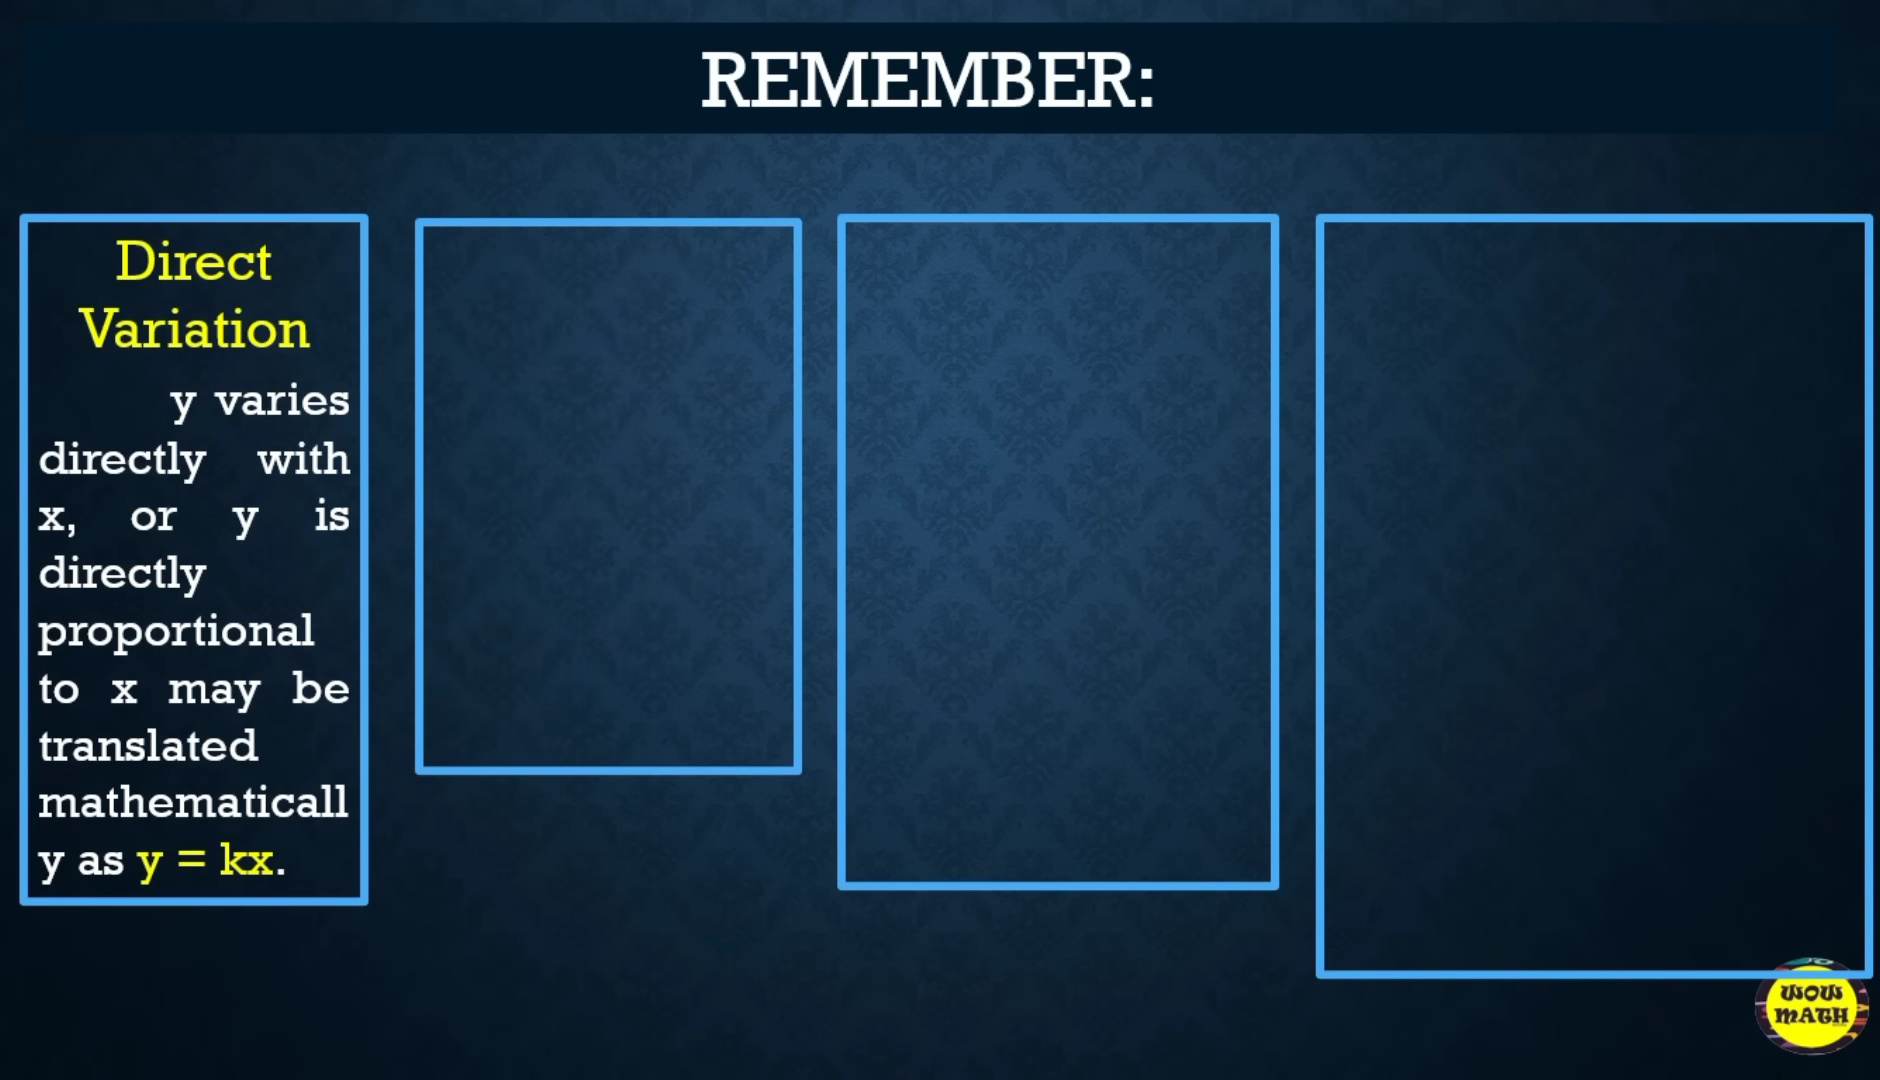 REMEMBER:
Direct
Variation
y varies
directly with
x, or y is
directly
proportional
to x may be
translated
mathematicall
y as y = kx.
WOW
MATH